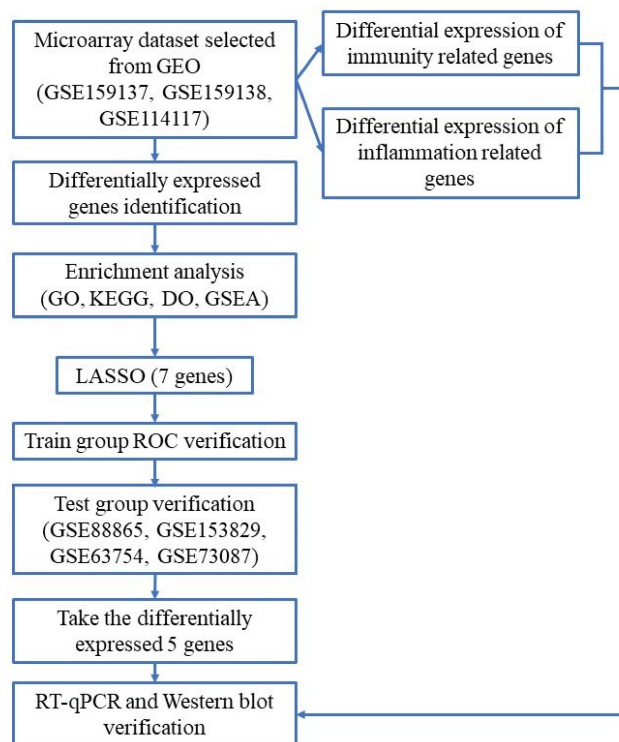 Microarray dataset selected
from GEO
(GSE159137, GSE159138,
GSE114117)
Differential expression of
immunity related genes
Differential expression of
inflammation related
genes
Differentially expressed
genes identification
Enrichment analysis
(GO, KEGG, DO, GSEA)
LASSO (7 genes)
Train group ROC verification
Test group verification
(GSE88865, GSE153829,
GSE63754, GSE73087)
Take the differentially
expressed 5 genes
RT-qPCR and Western blot
verification